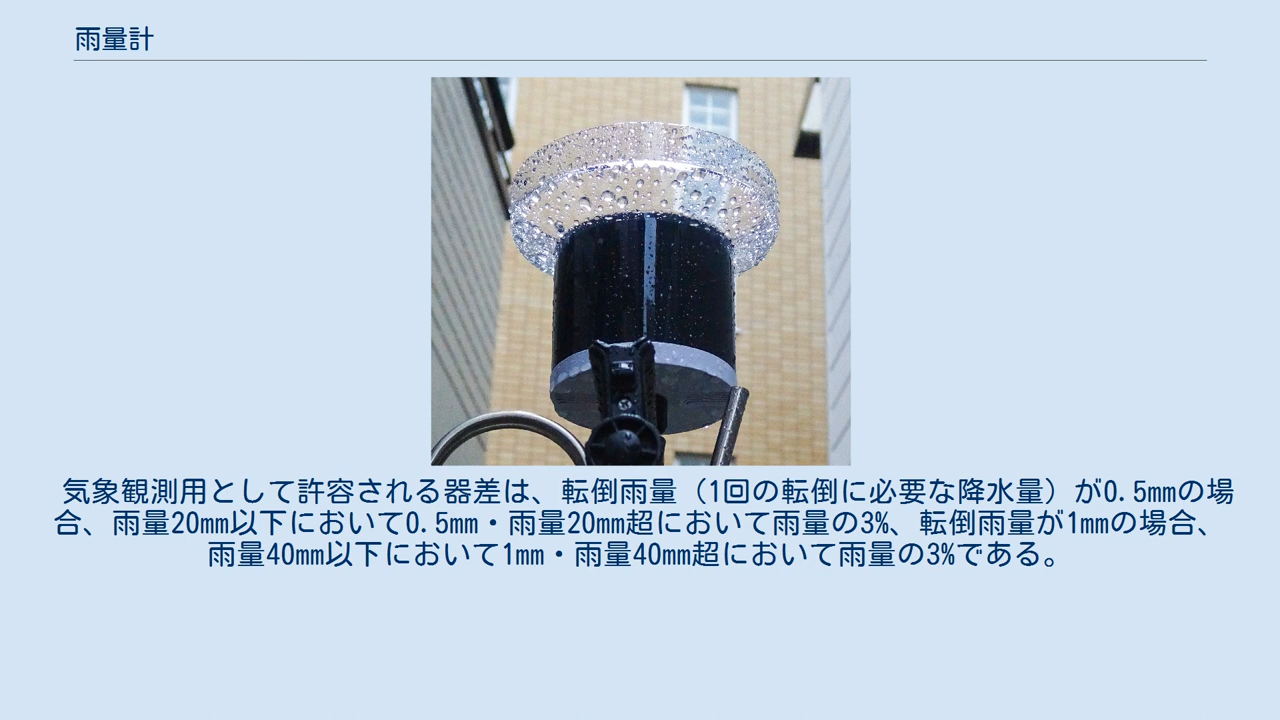 雨量計
気象観測用として許容される器差は、転倒雨量（1回の転倒に必要な降水量）が0.5mmの場
合、雨量20mm以下において0.5mm・雨量20mm超において雨量の3%、転倒雨量が1mmの場合、
雨量40mm以下において1mm・雨量40mm超において雨量の3%である。